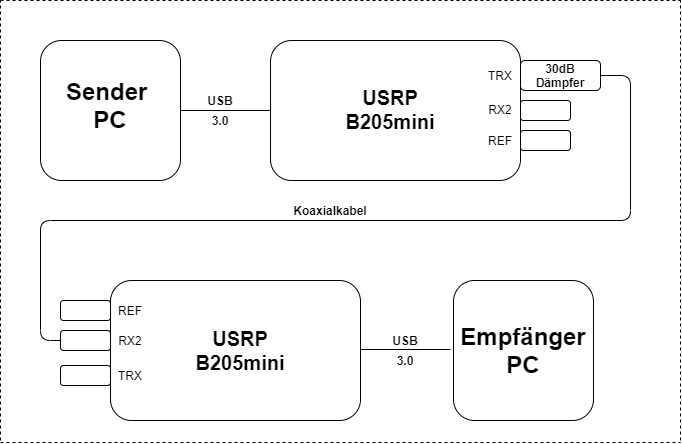 Sender
PC
USB
3.0
USRP
B205mini
TRX
30dB
Dämpfer
RX2
REF
Koaxialkabel
REF
RX2
TRX
USRP
B205mini
USB
3.0
Empfänger
PC